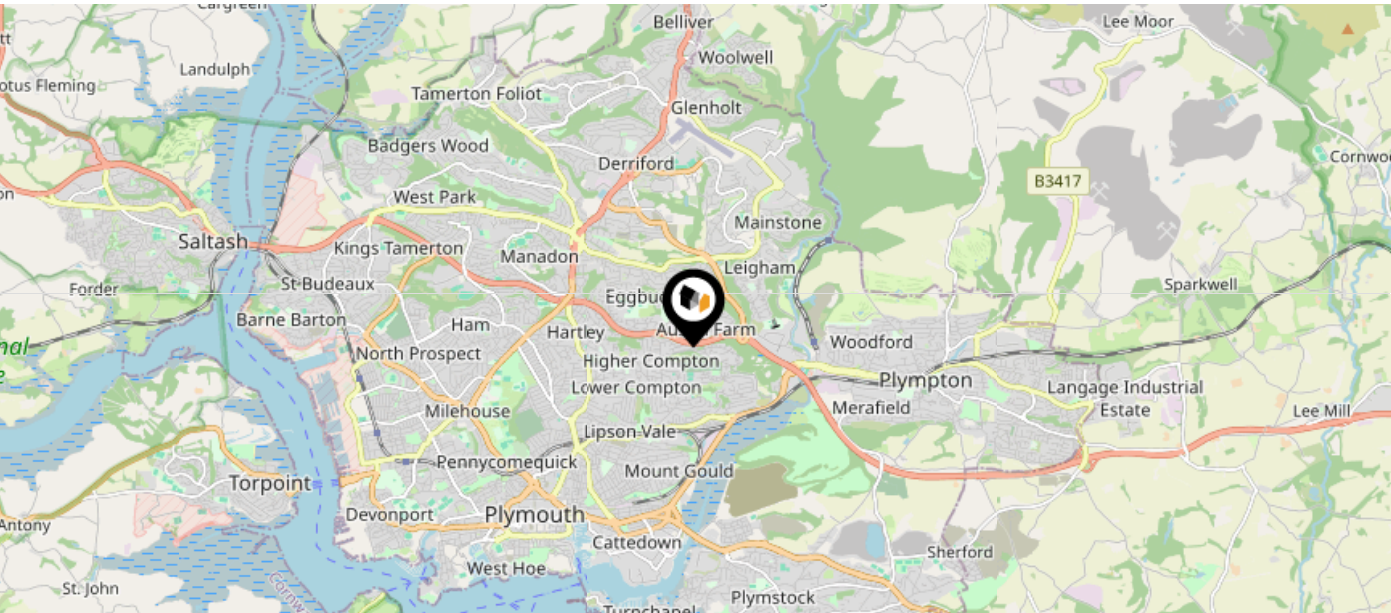 Cargreen
Belliver
Lee Moor
Landulph
Woolwell
otus Fleming
Tamerton Foliot
Glenholt
Badgers Wood
Derriford
Cornwo
B3417
on
West Park
Mainstone
Saltash
Kings Tamerton
Manadon
Leigham
Forder
St Budeaux
Eggbu
Sparkwell
Barne Barton
Ham
Hartley
Farm
Woodford
nal
North Prospect
Higher Compton
Plympton
Lower Compton
Langage Industrial
Estate
Milehouse
Merafield
Lee Mill
Lipson Vale
Pennycomequick
Mount Gould
Torpoint
Devonport
Plymouth
Antony
Cattedown
Sherford
West Hoe
St. John
Cornw
Plymstock
Turnchapel